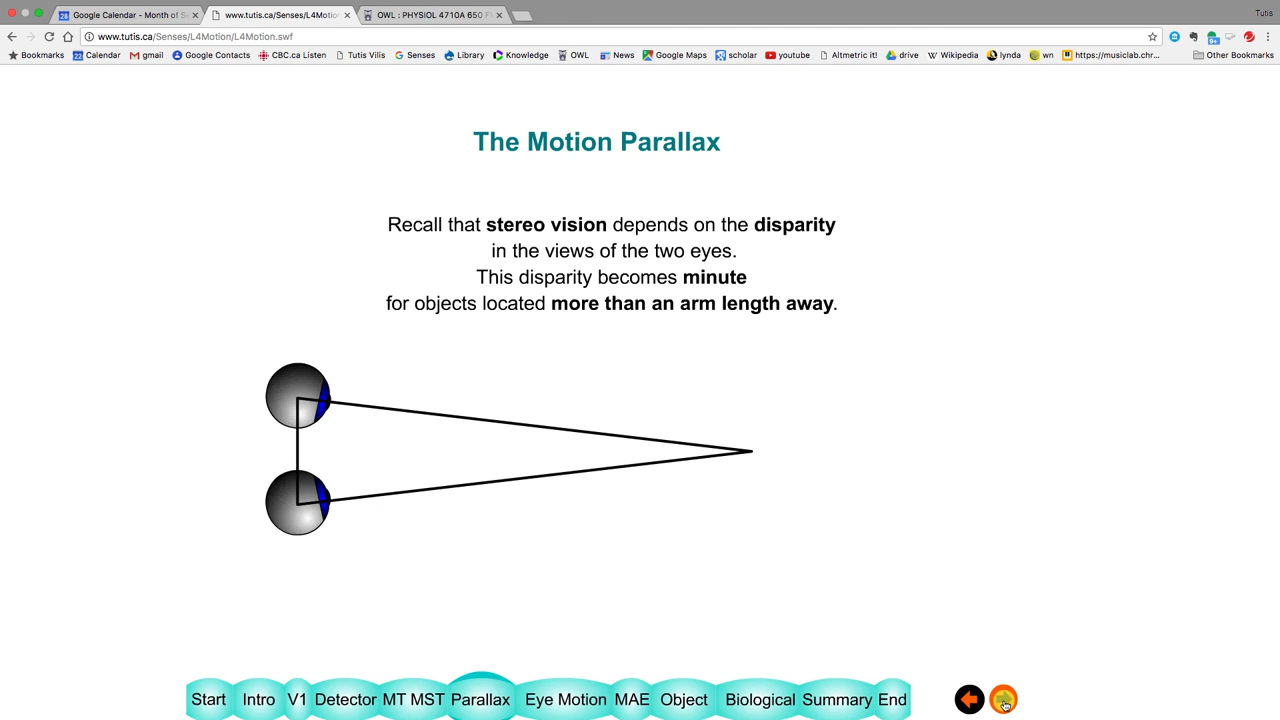 Google Calendar - Month of S
www.tutis.ca/Senses/L4Motio
OWL : PHYSIOL 4710A 650 F
Tutis
www.tutis.ca/Senses/L4Motion/L4Motion.swf
Bookmarks 22 Calendar gmail Google Contacts CBC.ca Listen Tutis Vilis Senses Library Knowledge OWL News Google Maps scholar youtube Altmetric it! drive Wikipedia lynda wn https://musiclab.chr... Other Bookmarks
The Motion Parallax
Recall that stereo vision depends on the disparity
in the views of the two eyes.
This disparity becomes minute
for objects located more than an arm length away.
Start Intro V1 Detector MT MST Parallax Eye Motion MAE Object Biological Summary End